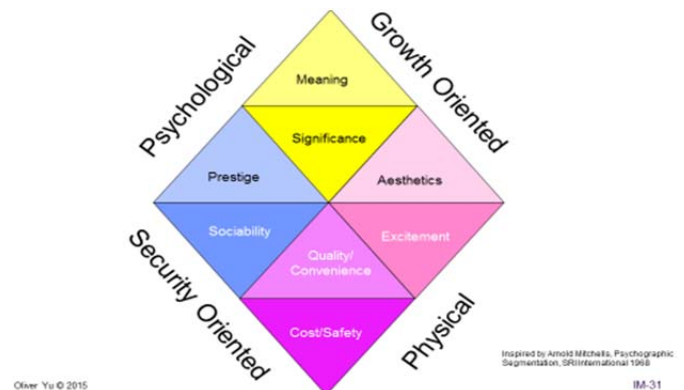 Psychological
Growth Oriented
Meaning
Significance
Prestige
Aesthetics
Sociability
Excitement
Quality/
Convenience
Security Oriented
Physical
Cost/Safety
Inspired by Arnold Mitchells, Psychographic
Segmentation, SRI International 1968
Oliver Yu © 2015
IM-31